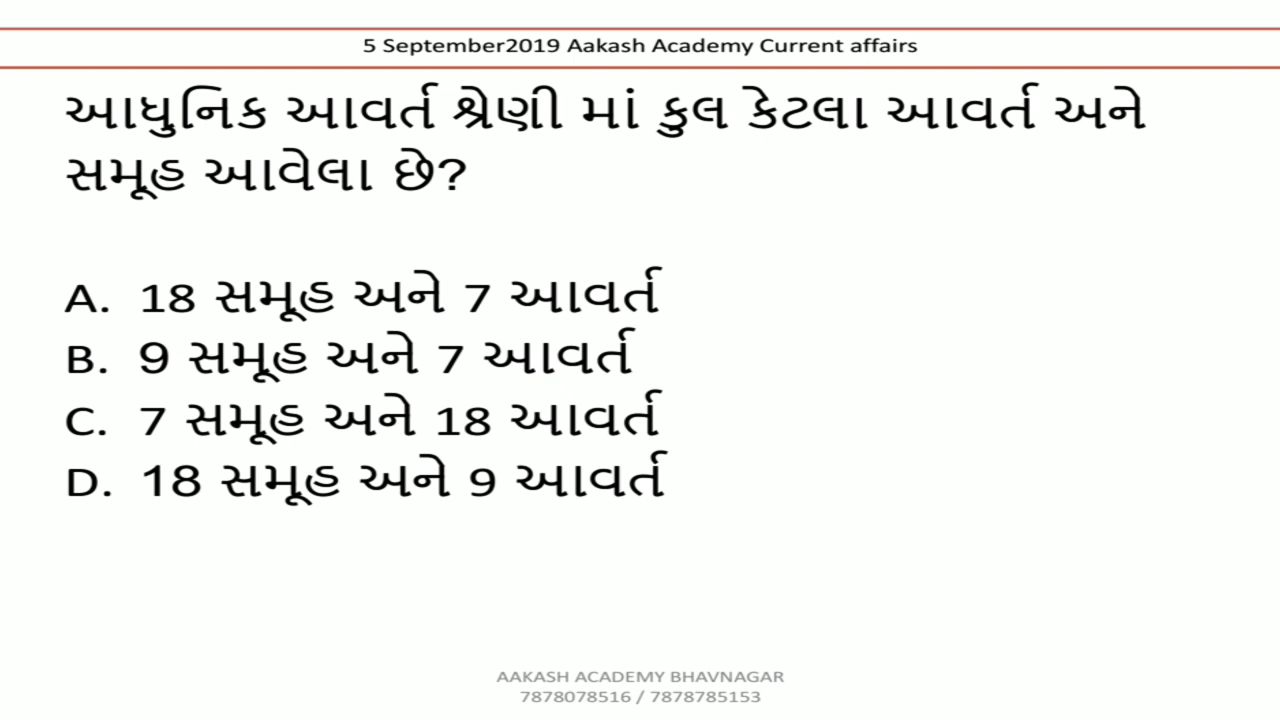 5 September2019 Aakash Academy Current affairs
આધુનિક આવર્ત શ્રેણી માં કુલ કેટલા આવર્ત અને
સમૂહ આવેલા છે?
A. 18 સમૂહ અને 7 આવર્ત
B. 9 સમૂહ અને 7 આવર્ત
C. 7 સમૂહ અને 18 આવર્ત
D. 18 સમૂહ અને 9 આવર્ત
AAKASH ACADEMY BHAVNAGAR
7878078516 / 7878785153